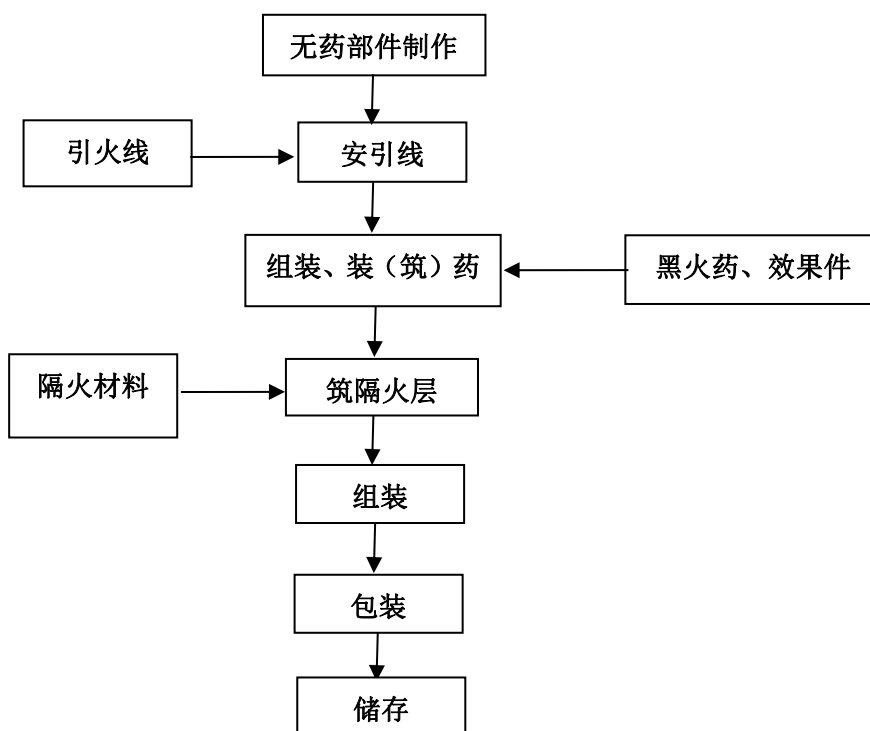 无药部件制作
引火线
安引线
组装、装（筑）药
黑火药、效果件
隔火材料
筑隔火层
组装
包装
储存